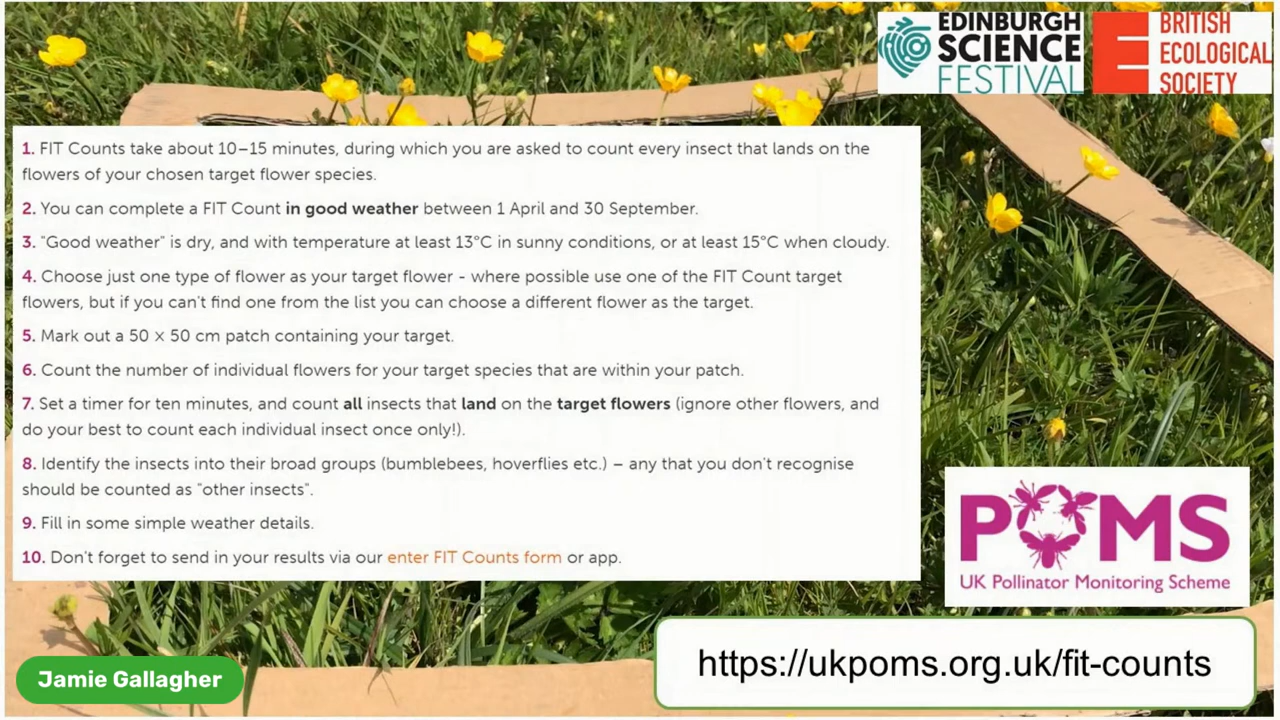 EDINBURGH
SCIENCE
FESTIVAL
BRITISH
ECOLOGICAL
SOCIETY
1. FIT Counts take about 10–15 minutes, during which you are asked to count every insect that lands on the
flowers of your chosen target flower species.
2. You can complete a FIT Count in good weather between 1 April and 30 September.
3. "Good weather" is dry, and with temperature at least 13°C in sunny conditions, or at least 15°C when cloudy.
4. Choose just one type of flower as your target flower - where possible use one of the FIT Count target
flowers, but if you can't find one from the list you can choose a different flower as the target.
5. Mark out a 50 × 50 cm patch containing your target.
6. Count the number of individual flowers for your target species that are within your patch.
7. Set a timer for ten minutes, and count all insects that land on the target flowers (ignore other flowers, and
do your best to count each individual insect once only!).
8. Identify the insects into their broad groups (bumblebees, hoverflies etc.) – any that you don't recognise
should be counted as "other insects".
9. Fill in some simple weather details.
10. Don't forget to send in your results via our enter FIT Counts form or app.
POMS
UK Pollinator Monitoring Scheme
https://ukpoms.org.uk/fit-counts
Jamie Gallagher